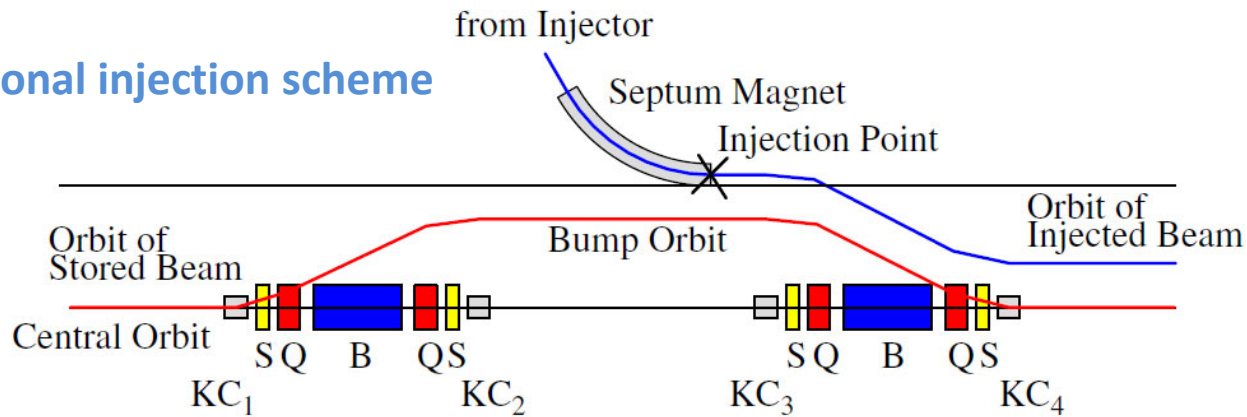 from Injector
onal injection scheme
Septum Magnet
Injection Point
Orbit of
Stored Beam
Bump Orbit
Orbit of
Injected Beam
Central Orbit
S Q B Q S S Q B Q S
KC1 KC2 KC3 KC4